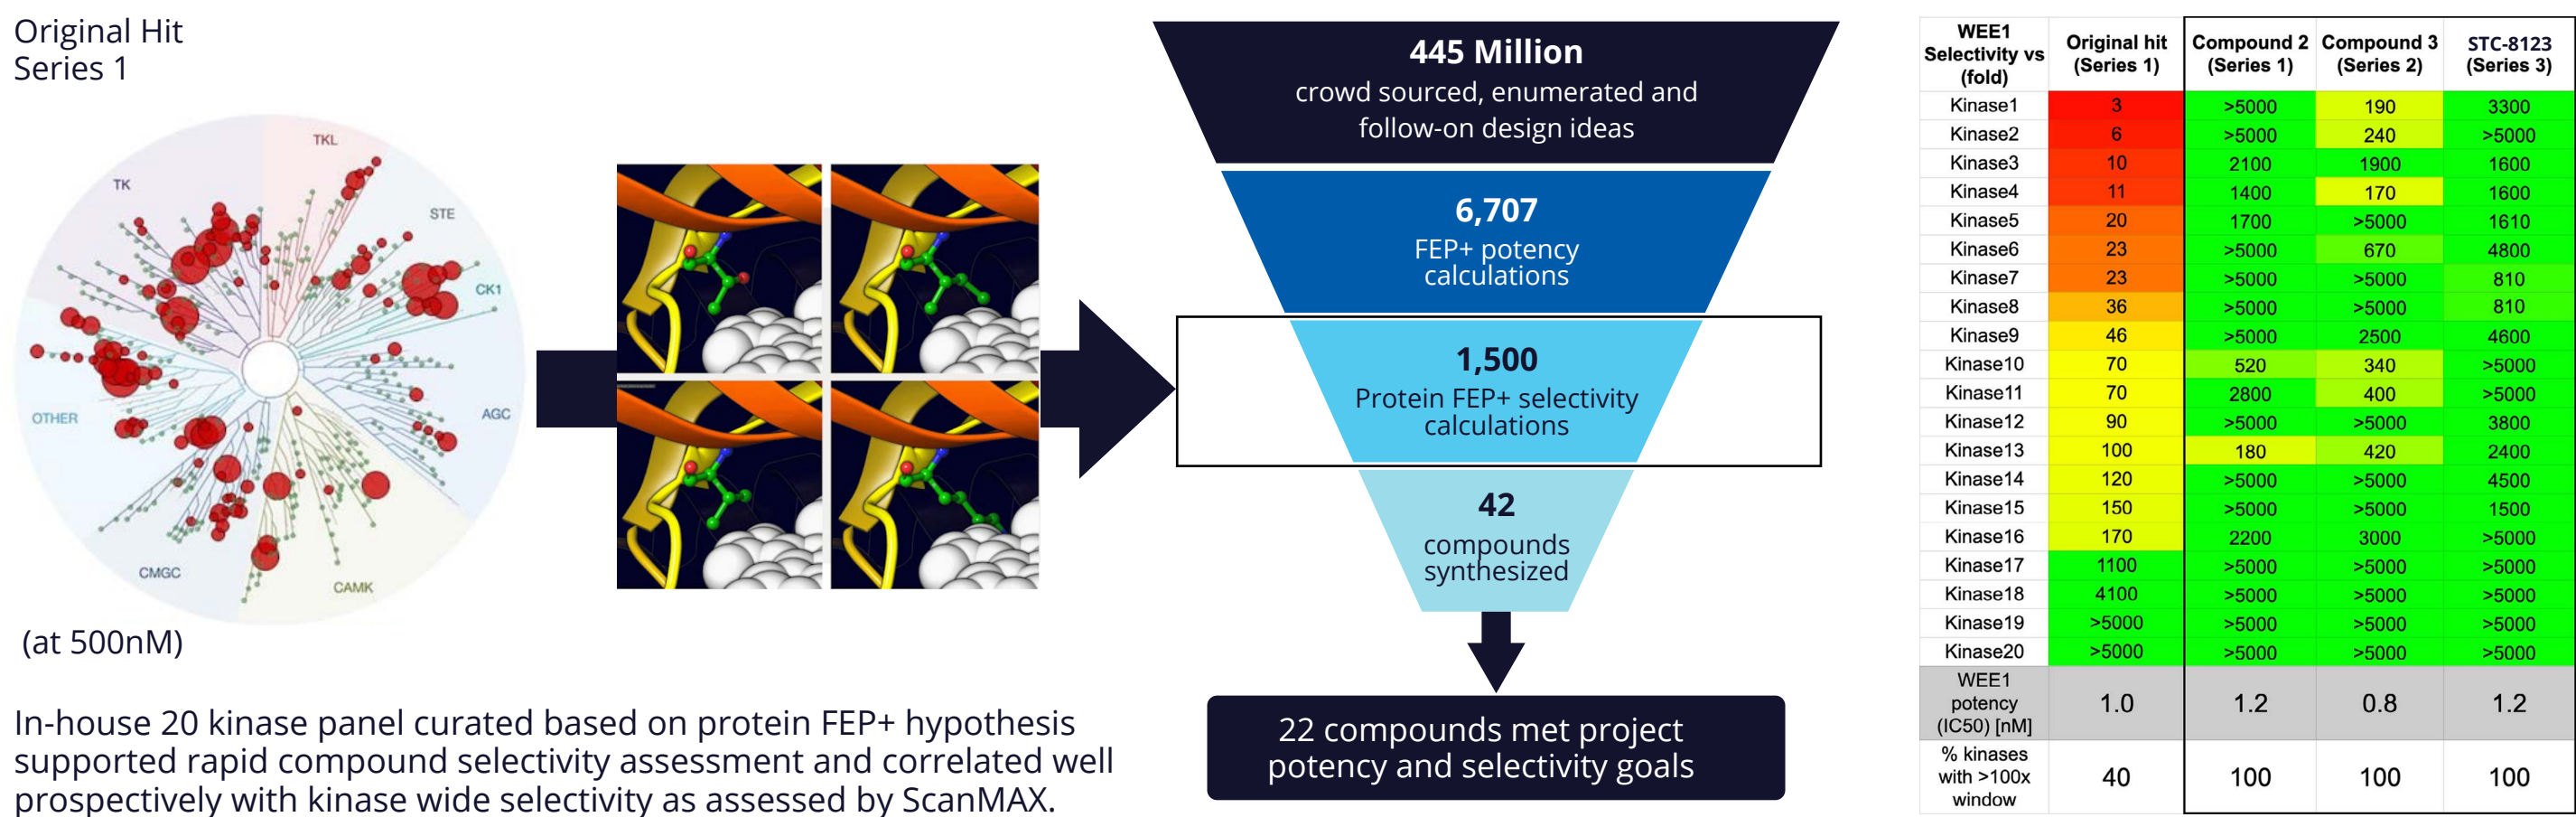 Original Hit
Series 1
TKL
TK
STE
CK1
OTHER
AGC
CMGC
CAMK
(at 500nM)
In-house 20 kinase panel curated based on protein FEP+ hypothesis
supported rapid compound selectivity assessment and correlated well
prospectively with kinase wide selectivity as assessed by ScanMAX.
445 Million
crowd sourced, enumerated and
follow-on design ideas
6,707
FEP+ potency
calculations
1,500
Protein FEP+ selectivity
calculations
42
compounds
synthesized
22 compounds met project
potency and selectivity goals
WEE1 Selectivity vs (fold) Original hit (Series 1) Compound 2 (Series 1) Compound 3 (Series 2) STC-8123 (Series 3)
Kinase1 3 >5000 190 3300
Kinase2 6 >5000 240 >5000
Kinase3 10 2100 1900 1600
Kinase4 11 1400 170 1600
Kinase5 20 1700 >5000 1610
Kinase6 23 >5000 670 4800
Kinase7 23 >5000 >5000 810
Kinase8 36 >5000 >5000 810
Kinase9 46 >5000 2500 4600
Kinase10 70 520 340 >5000
Kinase11 70 2800 400 >5000
Kinase12 90 >5000 >5000 3800
Kinase13 100 180 420 2400
Kinase14 120 >5000 >5000 4500
Kinase15 150 >5000 >5000 1500
Kinase16 170 2200 3000 >5000
Kinase17 1100 >5000 >5000 >5000
Kinase18 4100 >5000 >5000 >5000
Kinase19 >5000 >5000 >5000 >5000
Kinase20 >5000 >5000 >5000 >5000
WEE1 potency (IC50) [nM] 1.0 1.2 0.8 1.2
% kinases with >100x window 40 100 100 100